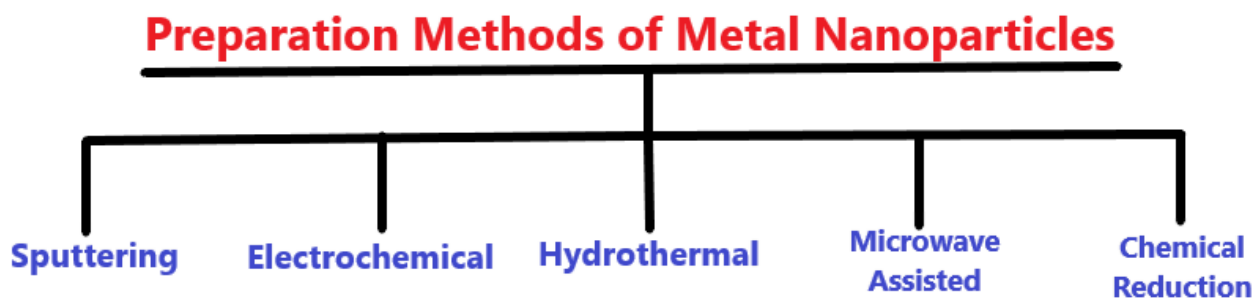 Preparation Methods of Metal Nanoparticles
Sputtering
Electrochemical
Hydrothermal
Microwave
Assisted
Chemical
Reduction